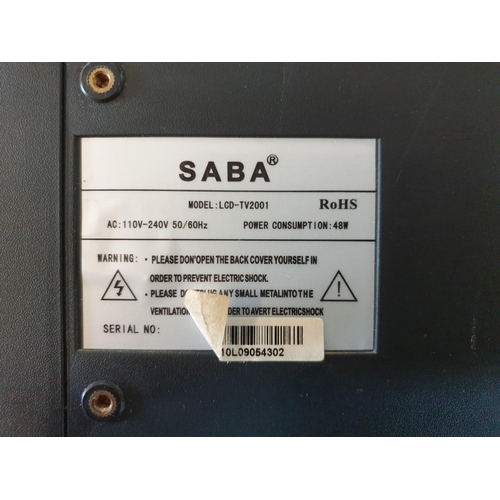 SABA®
MODEL:LCD-TV2001 RoHS
AC:110V-240V 50/60Hz POWER CONSUMPTION:48W
WARNING: • PLEASE DON'OPEN THE BACK COVER YOURSELF IN
ORDER TO PREVENT ELECTRIC SHOCK.
• PLEASE ANY SMALL METALINTO THE
VENTILATION ORDER TO AVERT ELECTRICSHOCK
SERIAL NO:
10L09054302